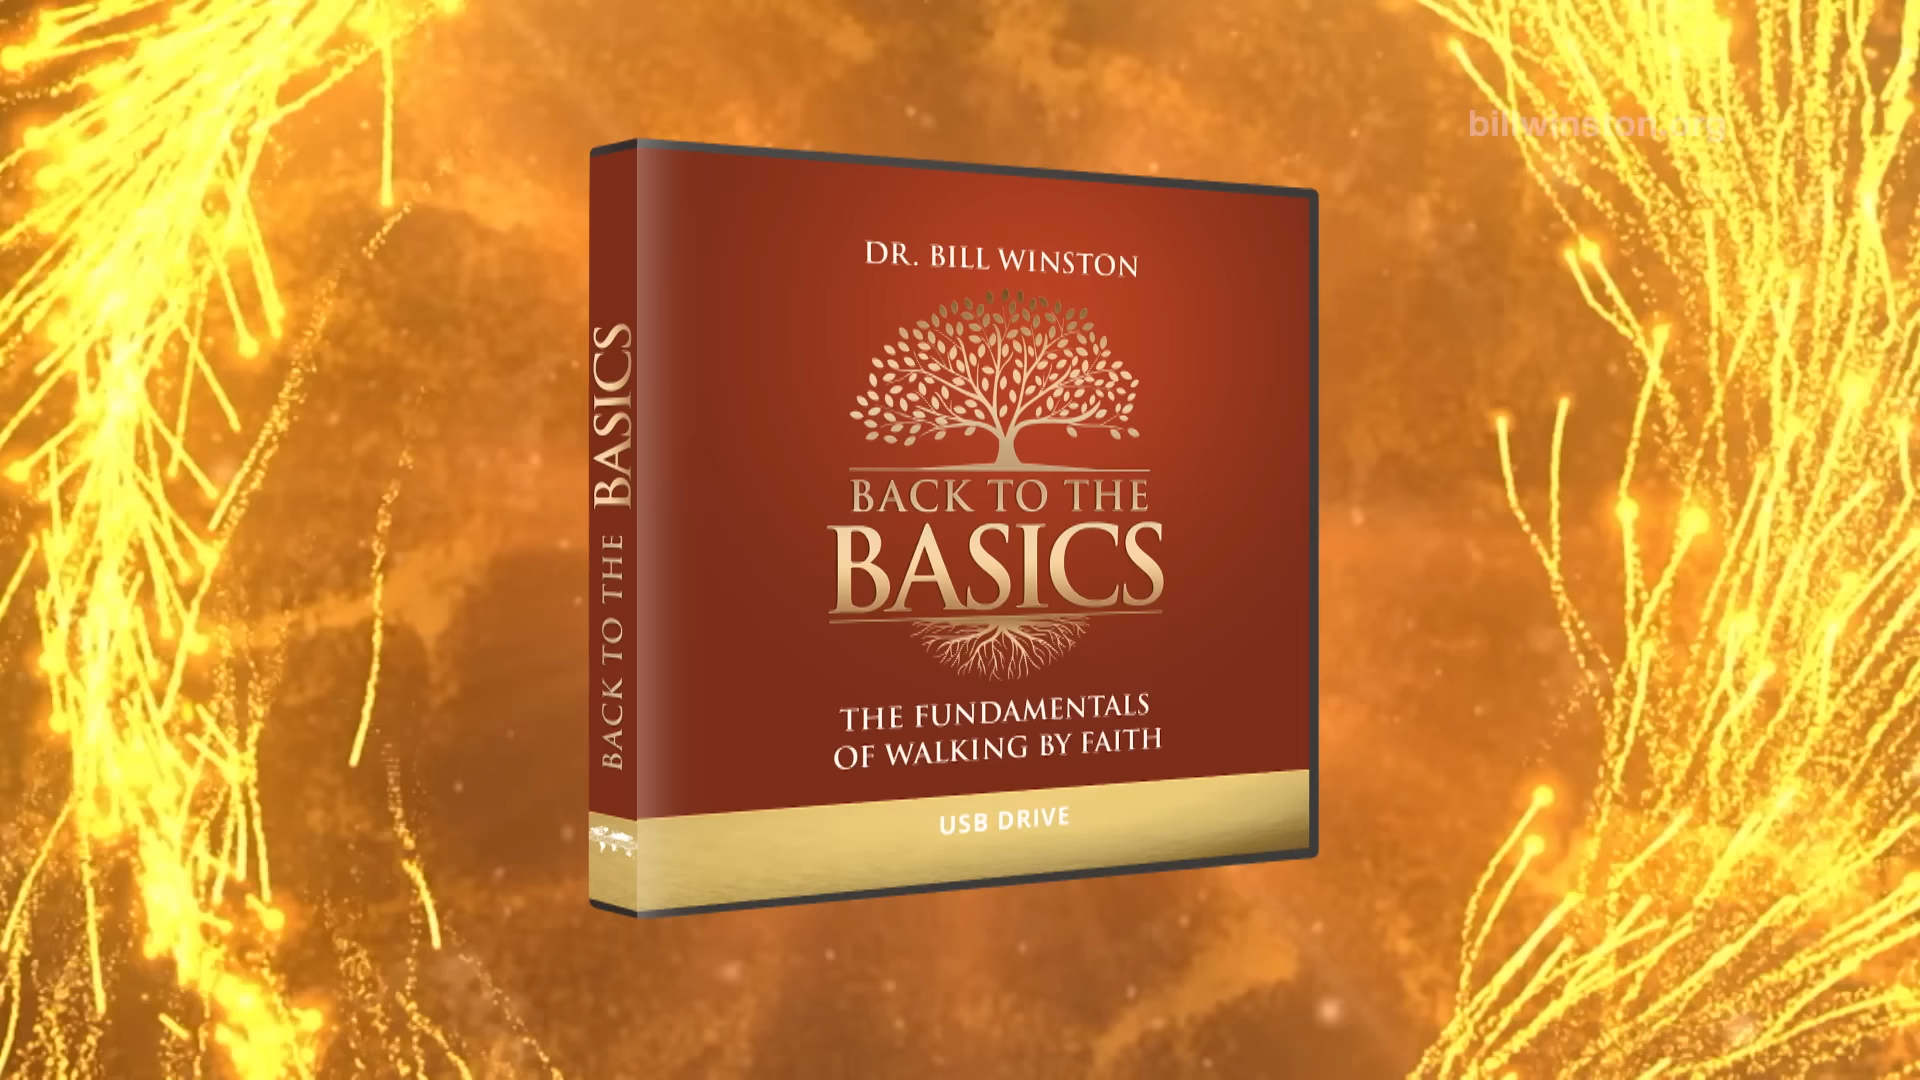 billwinston.org
DR. BILL WINSTON
BACK TO THE
BASICS
THE FUNDAMENTALS
OF WALKING BY FAITH
USB DRIVE
BACK TO THE BASICS